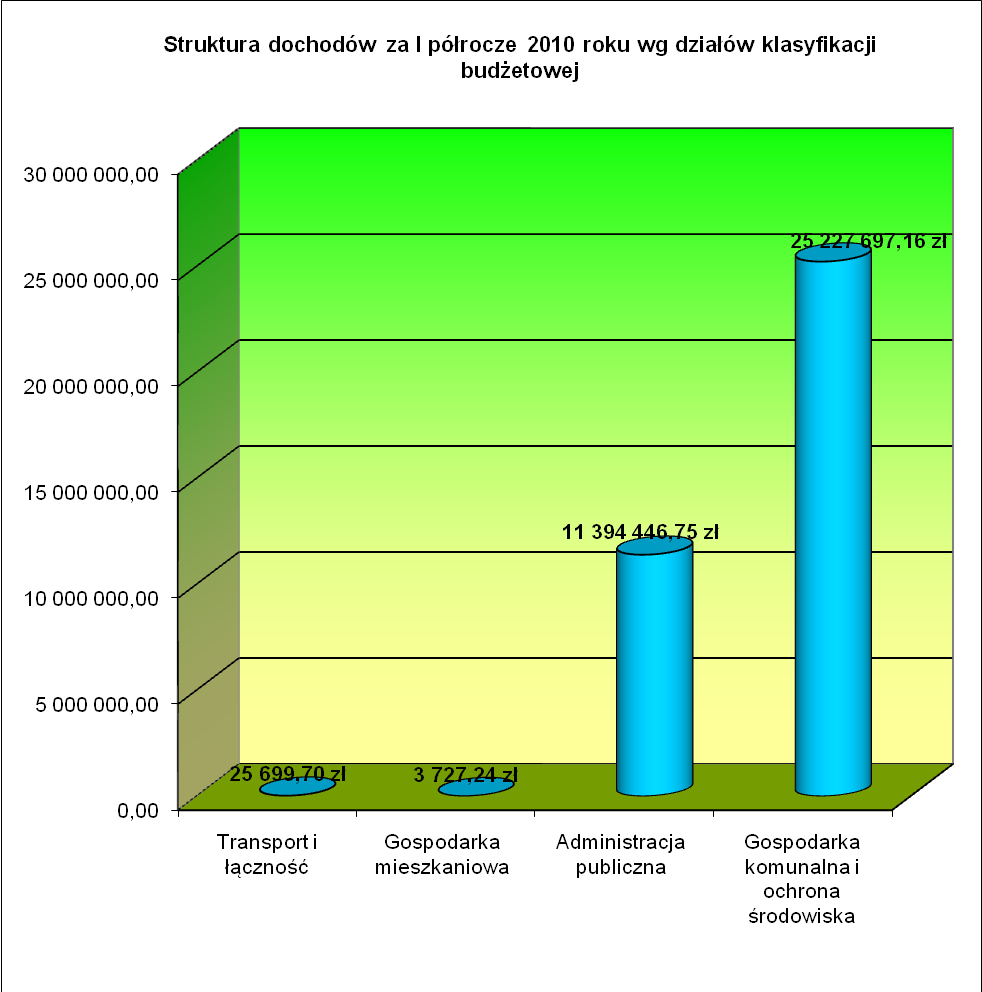 Struktura dochodów za I półrocze 2010 roku wg działów klasyfikacji
budżetowej
30 000 000,00
25 000 000,00
20 000 000,00
15 000 000,00
10 000 000,00
5 000 000,00
0,00
25 699,70 zł
3 727,24 zł
11 394 446,75 zł
25 227 697,16 zł
Transport i
łączność
Gospodarka
mieszkaniowa
Administracja
publiczna
Gospodarka
komunalna i
ochrona
środowiska